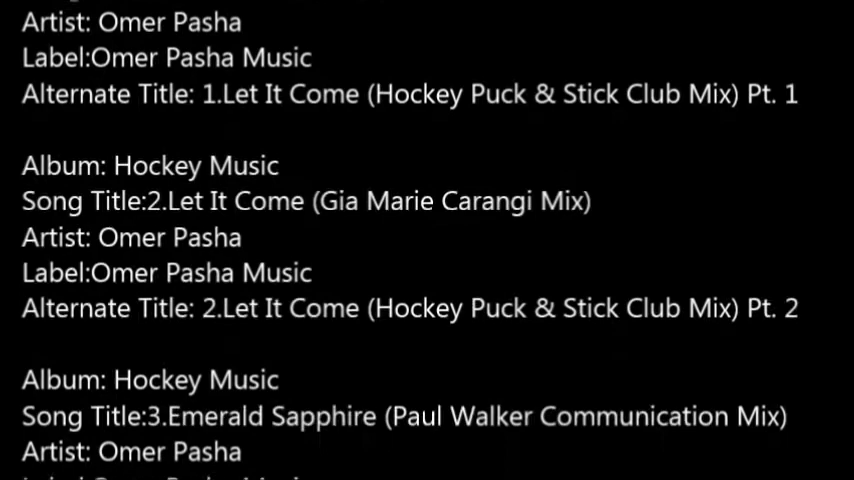 Artist: Omer Pasha
Label:Omer Pasha Music
Alternate Title: 1.Let It Come (Hockey Puck & Stick Club Mix) Pt. 1
Album: Hockey Music
Song Title:2.Let It Come (Gia Marie Carangi Mix)
Artist: Omer Pasha
Label:Omer Pasha Music
Alternate Title: 2.Let It Come (Hockey Puck & Stick Club Mix) Pt. 2
Album: Hockey Music
Song Title:3.Emerald Sapphire (Paul Walker Communication Mix)
Artist: Omer Pasha